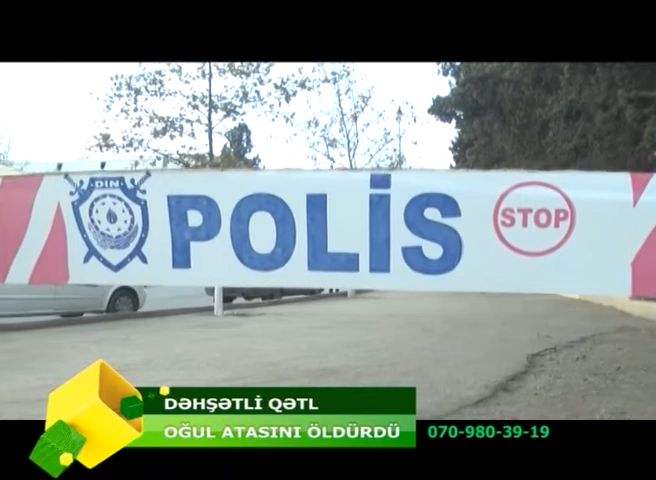 DİN
POLİS
STOP
DƏHŞƏTLİ QƏTL
OĞUL ATASINI ÖLDÜRDÜ
070-980-39-19